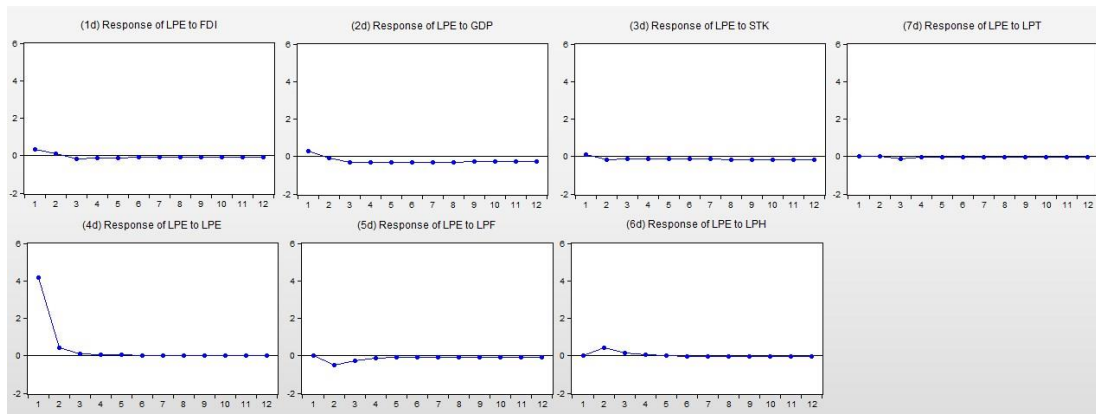 (1d) Response of LPE to FDI
6
4
2
0
-2
1 2 3 4 5 6 7 8 9 10 11 12
(2d) Response of LPE to GDP
6
4
2
0
-2
1 2 3 4 5 6 7 8 9 10 11 12
(3d) Response of LPE to STK
6
4
2
0
-2
1 2 3 4 5 6 7 8 9 10 11 12
(7d) Response of LPE to LPT
6
4
2
0
-2
1 2 3 4 5 6 7 8 9 10 11 12
(4d) Response of LPE to LPE
6
4
2
0
-2
1 2 3 4 5 6 7 8 9 10 11 12
(5d) Response of LPE to LPF
6
4
2
0
-2
1 2 3 4 5 6 7 8 9 10 11 12
(6d) Response of LPE to LPH
6
4
2
0
-2
1 2 3 4 5 6 7 8 9 10 11 12